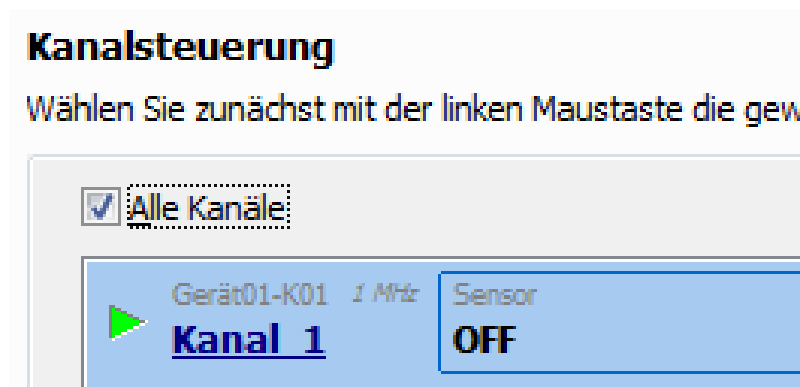 Kanalsteuerung
Wählen Sie zunächst mit der linken Maustaste die gew
Alle Kanäle
Gerät01-K01 1 MHz Sensor
Kanal 1 OFF